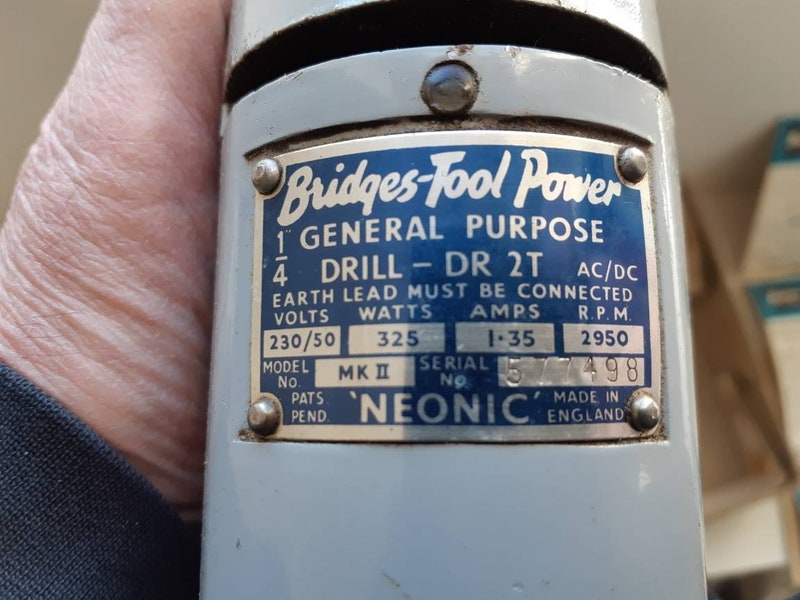 Bridges-Tool Power
1/4" GENERAL PURPOSE
DRILL - DR 2T AC/DC
EARTH LEAD MUST BE CONNECTED
VOLTS WATTS AMPS R.P.M.
230/50 325 1·35 2950
MODEL No. MK II SERIAL No. 577498
PATS PEND. 'NEONIC' MADE IN ENGLAND